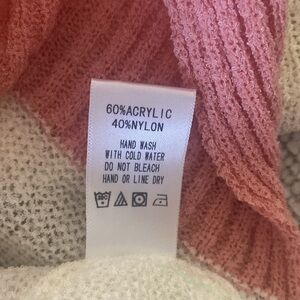 60%ACRYLIC
40%NYLON
HAND WASH
WITH COLD WATER
DO NOT BLEACH
HAND OR LINE DRY